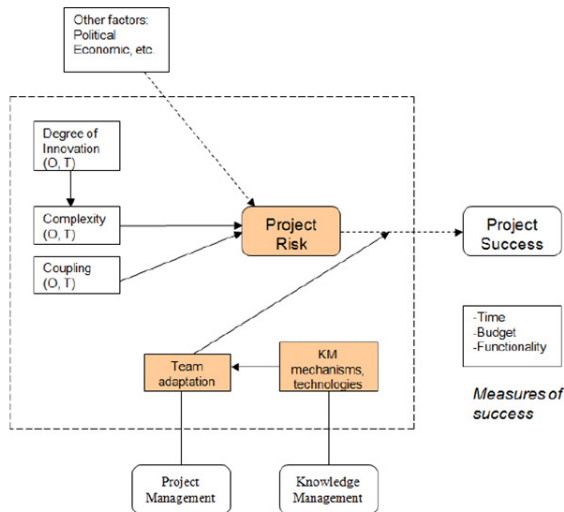 Other factors:
Political
Economic, etc.
Degree of
Innovation
(O, T)
Complexity
(O, T)
Coupling
(O, T)
Project
Risk
Project
Success
-Time
-Budget
-Functionality
Measures of
success
Team
adaptation
KM
mechanisms,
technologies
Project
Management
Knowledge
Management